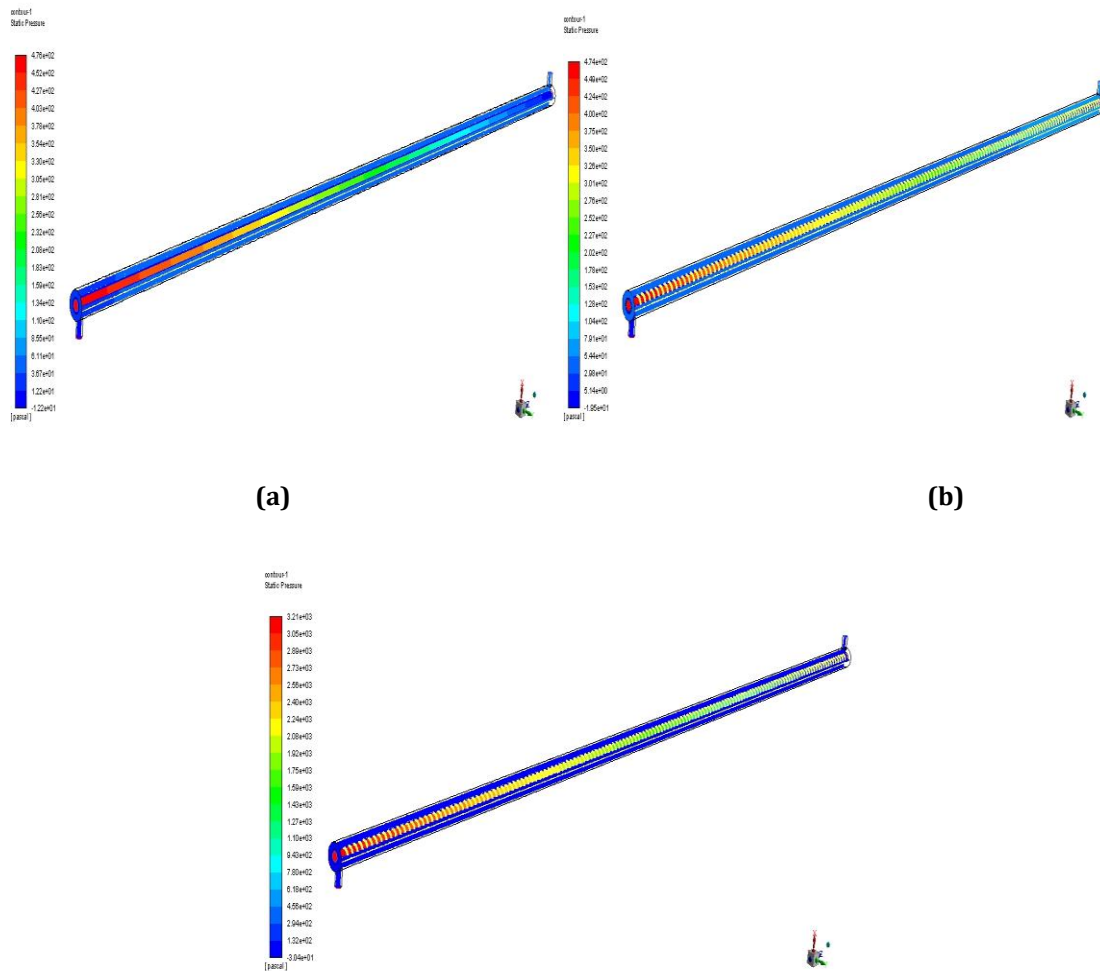 contour-1
Static Pressure
4.76e+02
4.52e+02
4.27e+02
4.03e+02
3.78e+02
3.54e+02
3.30e+02
3.05e+02
2.81e+02
2.56e+02
2.32e+02
2.08e+02
1.83e+02
1.59e+02
1.34e+02
1.10e+02
8.55e+01
6.11e+01
3.67e+01
1.22e+01
-1.22e+01
[ pascal ]
contour-1
Static Pressure
4.74e+02
4.49e+02
4.24e+02
4.00e+02
3.75e+02
3.50e+02
3.26e+02
3.01e+02
2.76e+02
2.52e+02
2.27e+02
2.02e+02
1.78e+02
1.53e+02
1.28e+02
1.04e+02
7.91e+01
5.44e+01
2.98e+01
5.14e+00
-1.95e+01
[ pascal ]
(a)
(b)
contour-1
Static Pressure
3.21e+03
3.05e+03
2.89e+03
2.73e+03
2.56e+03
2.40e+03
2.24e+03
2.08e+03
1.92e+03
1.75e+03
1.59e+03
1.43e+03
1.27e+03
1.10e+03
9.43e+02
7.80e+02
6.18e+02
4.56e+02
2.94e+02
1.32e+02
-3.04e+01
[ pascal ]